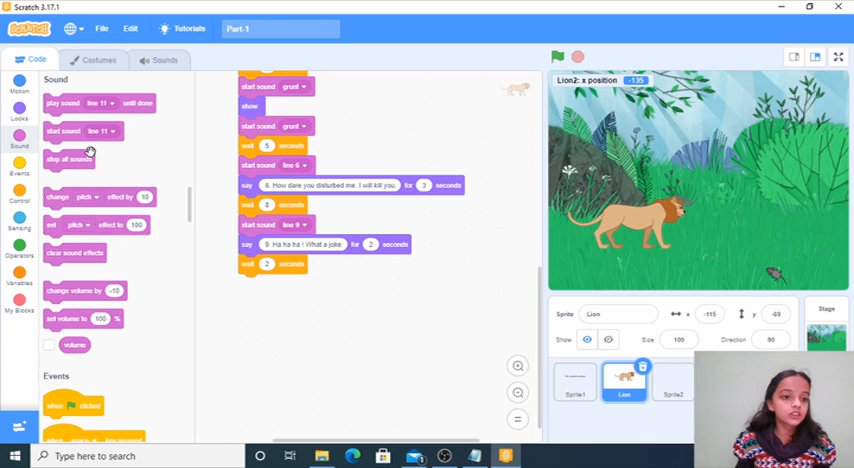 Scratch 3.17.1
SCRATCH File Edit Tutorials Part-1
Code Costumes Sounds
Motion
Looks
Sound
Events
Control
Sensing
Operators
Variables
My Blocks
Sound
play sound line 11 until done
start sound line 11
stop all sounds
change pitch effect by 10
set pitch effect to 100
clear sound effects
change volume by -10
set volume to 100 %
volume
Events
when clicked
start sound grunt
show
start sound grunt
wait 5 seconds
start sound line 6
say 6. How dare you disturbed me. I will kill you. for 3 seconds
wait 8 seconds
start sound line 9
say 9. Ha ha ha ! What a joke. for 2 seconds
wait 2 seconds
Lion2: x position -135
Sprite Lion x -115 y -69
Show Size 100 Direction 90
Stage
Sprite1
Lion
Sprite2
Type here to search